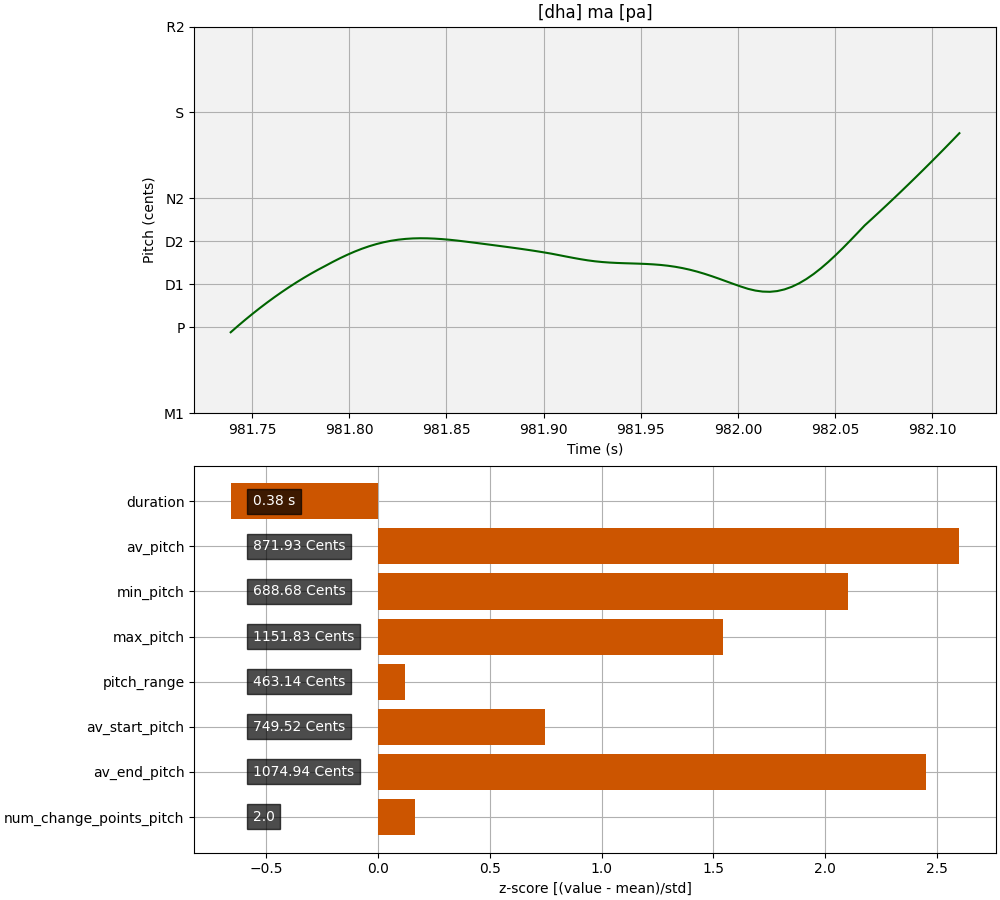 [dha] ma [pa]
R2
S
N2
D2
D1
P
M1
Pitch (cents)
981.75 981.80 981.85 981.90 981.95 982.00 982.05 982.10
Time (s)
duration 0.38 s
av_pitch 871.93 Cents
min_pitch 688.68 Cents
max_pitch 1151.83 Cents
pitch_range 463.14 Cents
av_start_pitch 749.52 Cents
av_end_pitch 1074.94 Cents
num_change_points_pitch 2.0
−0.5 0.0 0.5 1.0 1.5 2.0 2.5
z-score [(value - mean)/std]